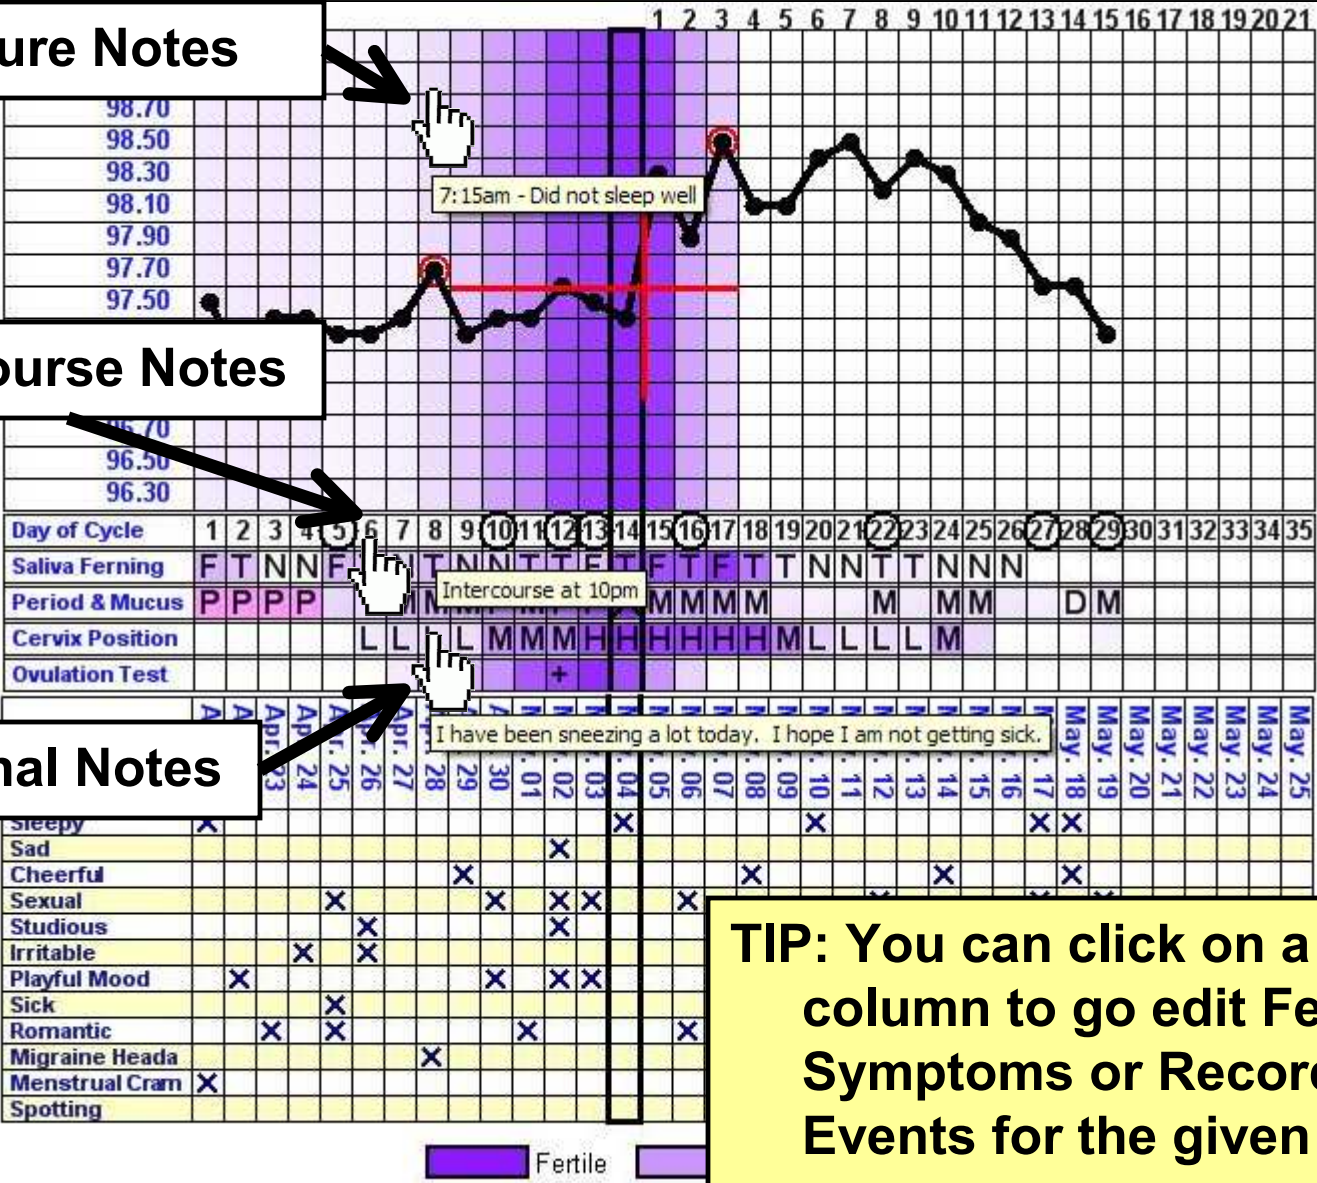 1 2 3 4 5 6 7 8 9 10 11 12 13 14 15 16 17 18 19 20 21
ure Notes
98.70
98.50
98.30
98.10
97.90
97.70
97.50
7:15am - Did not sleep well
ourse Notes
96.70
96.50
96.30
Day of Cycle 1 2 3 4 5 6 7 8 9 10 11 12 13 14 15 16 17 18 19 20 21 22 23 24 25 26 27 28 29 30 31 32 33 34 35
Saliva Ferning F T N N F T N N T T F T F T F T T N N T T N N N
Intercourse at 10pm
Period & Mucus P P P P M M M M M M D M
Cervix Position L L L M M M H H H H H H M L L L L M
Ovulation Test +
I have been sneezing a lot today. I hope I am not getting sick.
nal Notes
Apr. 24 Apr. 25 Apr. 27 May. 17 May. 18 May. 19 May. 20 May. 21 May. 22 May. 23 May. 24 May. 25
Sleepy X X X X X
Sad X
Cheerful X X X X
Sexual X X X X X
Studious X X
Irritable X X
Playful Mood X X X X
Sick X
Romantic X X X X
Migraine Heada X
Menstrual Cram X
Spotting
TIP: You can click on a
column to go edit Fe
Symptoms or Record
Events for the given
Fertile